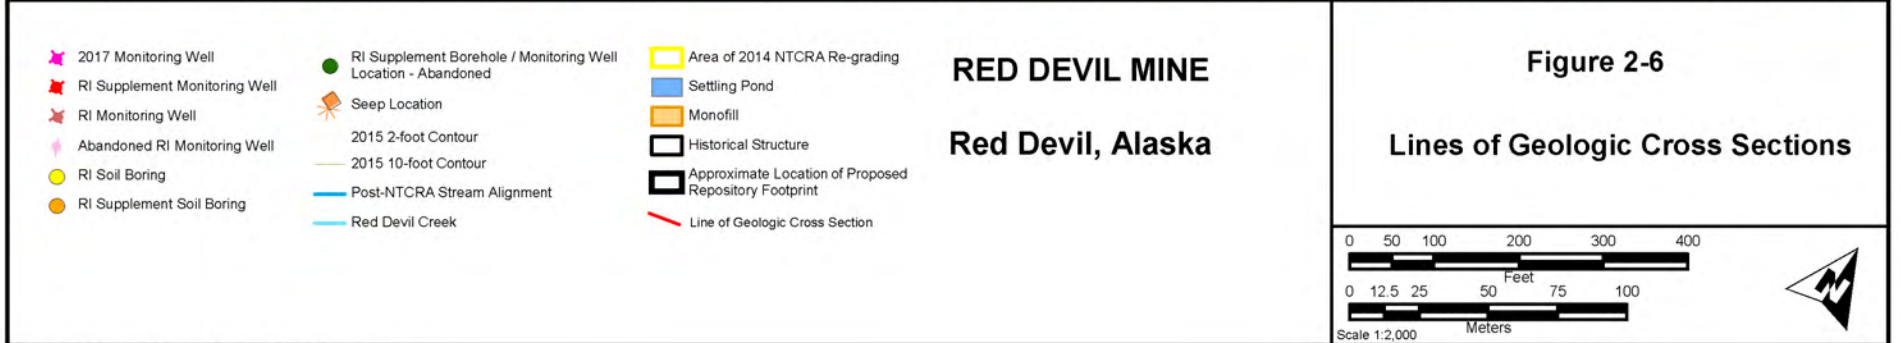 2017 Monitoring Well
RI Supplement Monitoring Well
RI Monitoring Well
Abandoned RI Monitoring Well
RI Soil Boring
RI Supplement Soil Boring
RI Supplement Borehole / Monitoring Well
Location - Abandoned
Seep Location
2015 2-foot Contour
2015 10-foot Contour
Post-NTCRA Stream Alignment
Red Devil Creek
Area of 2014 NTCRA Re-grading
Settling Pond
Monofill
Historical Structure
Approximate Location of Proposed
Repository Footprint
Line of Geologic Cross Section
RED DEVIL MINE
Red Devil, Alaska
Figure 2-6
Lines of Geologic Cross Sections
0 50 100 200 300 400
Feet
0 12.5 25 50 75 100
Meters
Scale 1:2,000
N